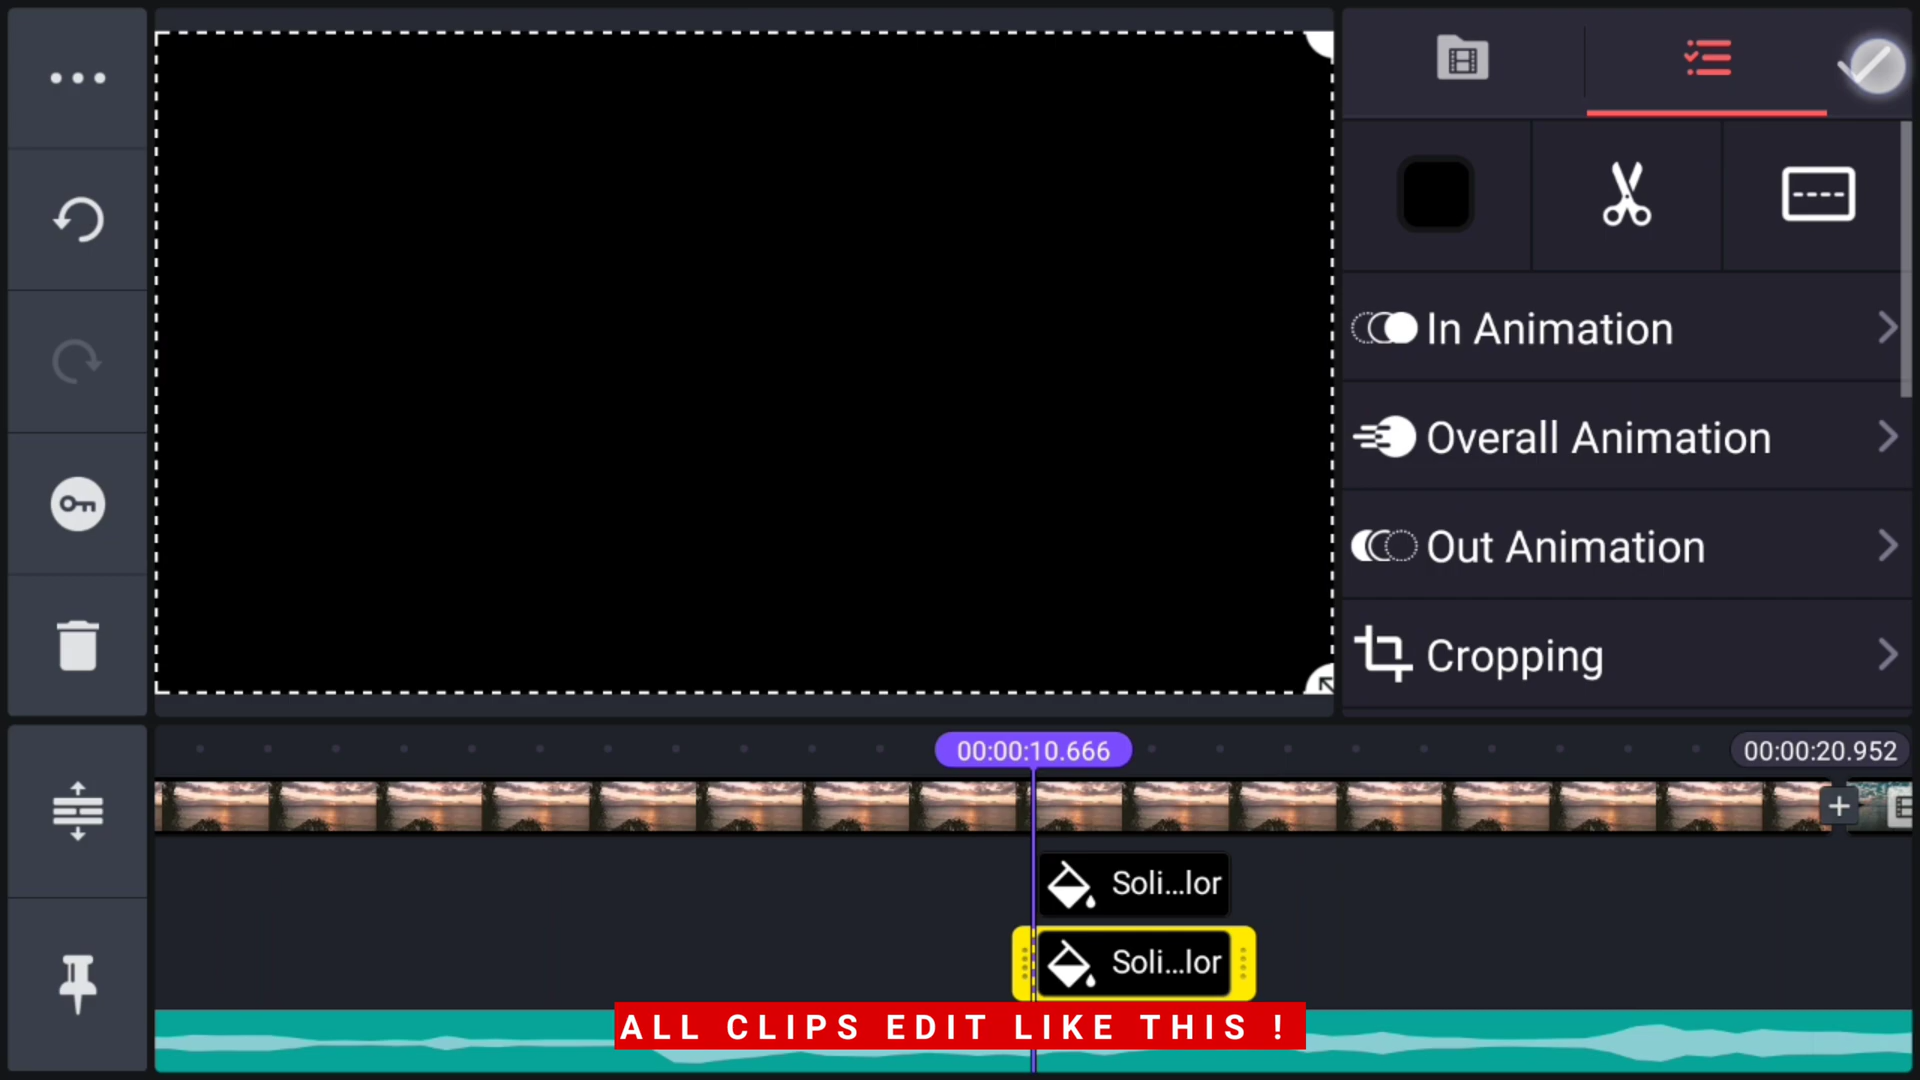 In Animation
Overall Animation
Out Animation
Cropping
00:00:10.666
00:00:20.952
Soli...lor
Soli...lor
ALL CLIPS EDIT LIKE THIS !